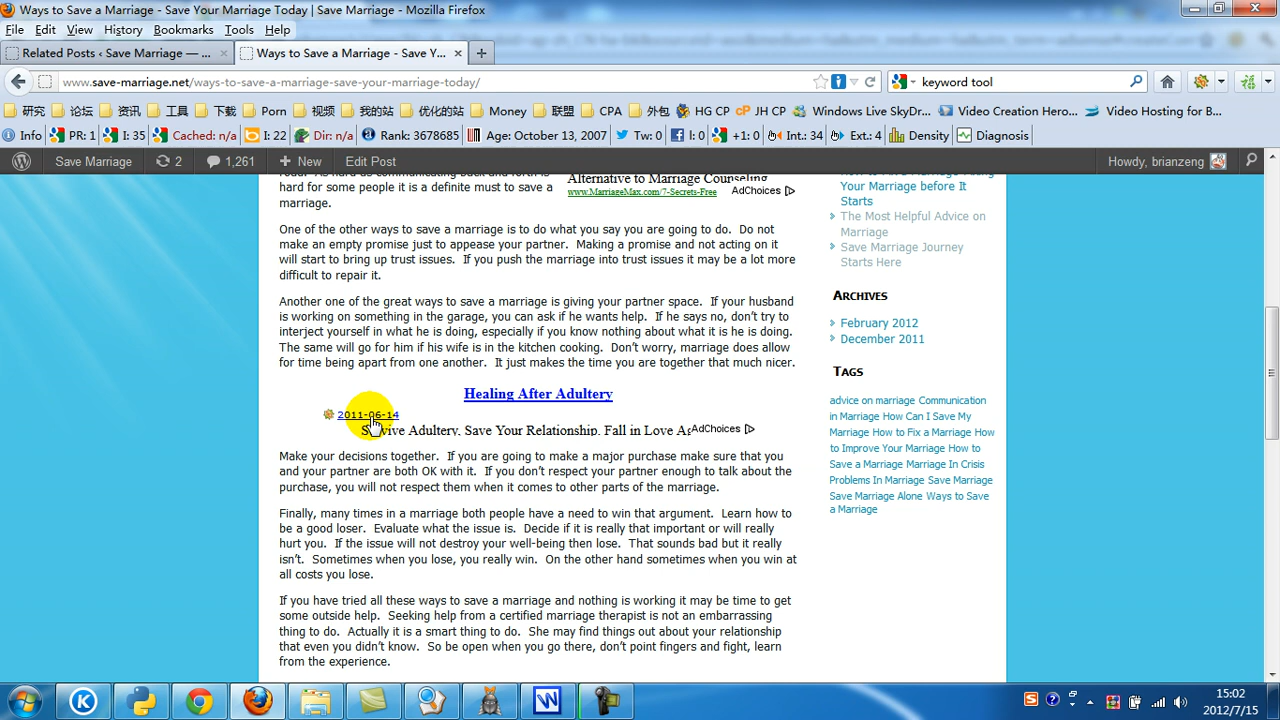 Ways to Save a Marriage - Save Your Marriage Today | Save Marriage - Mozilla Firefox
File Edit View History Bookmarks Tools Help
Related Posts ‹ Save Marriage — ... × Ways to Save a Marriage - Save Y... × +
www.save-marriage.net/ways-to-save-a-marriage-save-your-marriage-today/ keyword tool
研究 论坛 资讯 工具 下载 Porn 视频 我的站 优化的站 Money 联盟 CPA 外包 HG CP JH CP Windows Live SkyDr... Video Creation Hero... Video Hosting for B...
Info PR: 1 I: 35 Cached: n/a I: 22 Dir: n/a Rank: 3678685 Age: October 13, 2007 Tw: 0 I: 0 +1: 0 Int.: 34 Ext.: 4 Density Diagnosis
Save Marriage 2 1,261 + New Edit Post Howdy, brianzeng
hard for some people it is a definite must to save a
marriage.
Alternative to Marriage Counseling
www.MarriageMax.com/7-Secrets-Free AdChoices
One of the other ways to save a marriage is to do what you say you are going to do. Do not
make an empty promise just to appease your partner. Making a promise and not acting on it
will start to bring up trust issues. If you push the marriage into trust issues it may be a lot more
difficult to repair it.
Another one of the great ways to save a marriage is giving your partner space. If your husband
is working on something in the garage, you can ask if he wants help. If he says no, don't try to
interject yourself in what he is doing, especially if you know nothing about what it is he is doing.
The same will go for him if his wife is in the kitchen cooking. Don't worry, marriage does allow
for time being apart from one another. It just makes the time you are together that much nicer.
Healing After Adultery
2011-06-14
Survive Adultery. Save Your Relationship. Fall in Love Ag AdChoices
Make your decisions together. If you are going to make a major purchase make sure that you
and your partner are both OK with it. If you don't respect your partner enough to talk about the
purchase, you will not respect them when it comes to other parts of the marriage.
Finally, many times in a marriage both people have a need to win that argument. Learn how to
be a good loser. Evaluate what the issue is. Decide if it is really that important or will really
hurt you. If the issue will not destroy your well-being then lose. That sounds bad but it really
isn't. Sometimes when you lose, you really win. On the other hand sometimes when you win at
all costs you lose.
If you have tried all these ways to save a marriage and nothing is working it may be time to get
some outside help. Seeking help from a certified marriage therapist is not an embarrassing
thing to do. Actually it is a smart thing to do. She may find things out about your relationship
that even you didn't know. So be open when you go there, don't point fingers and fight, learn
from the experience.
Your Marriage before It
Starts
The Most Helpful Advice on
Marriage
Save Marriage Journey
Starts Here
ARCHIVES
February 2012
December 2011
TAGS
advice on marriage Communication
in Marriage How Can I Save My
Marriage How to Fix a Marriage How
to Improve Your Marriage How to
Save a Marriage Marriage In Crisis
Problems In Marriage Save Marriage
Save Marriage Alone Ways to Save
a Marriage
15:02
2012/7/15